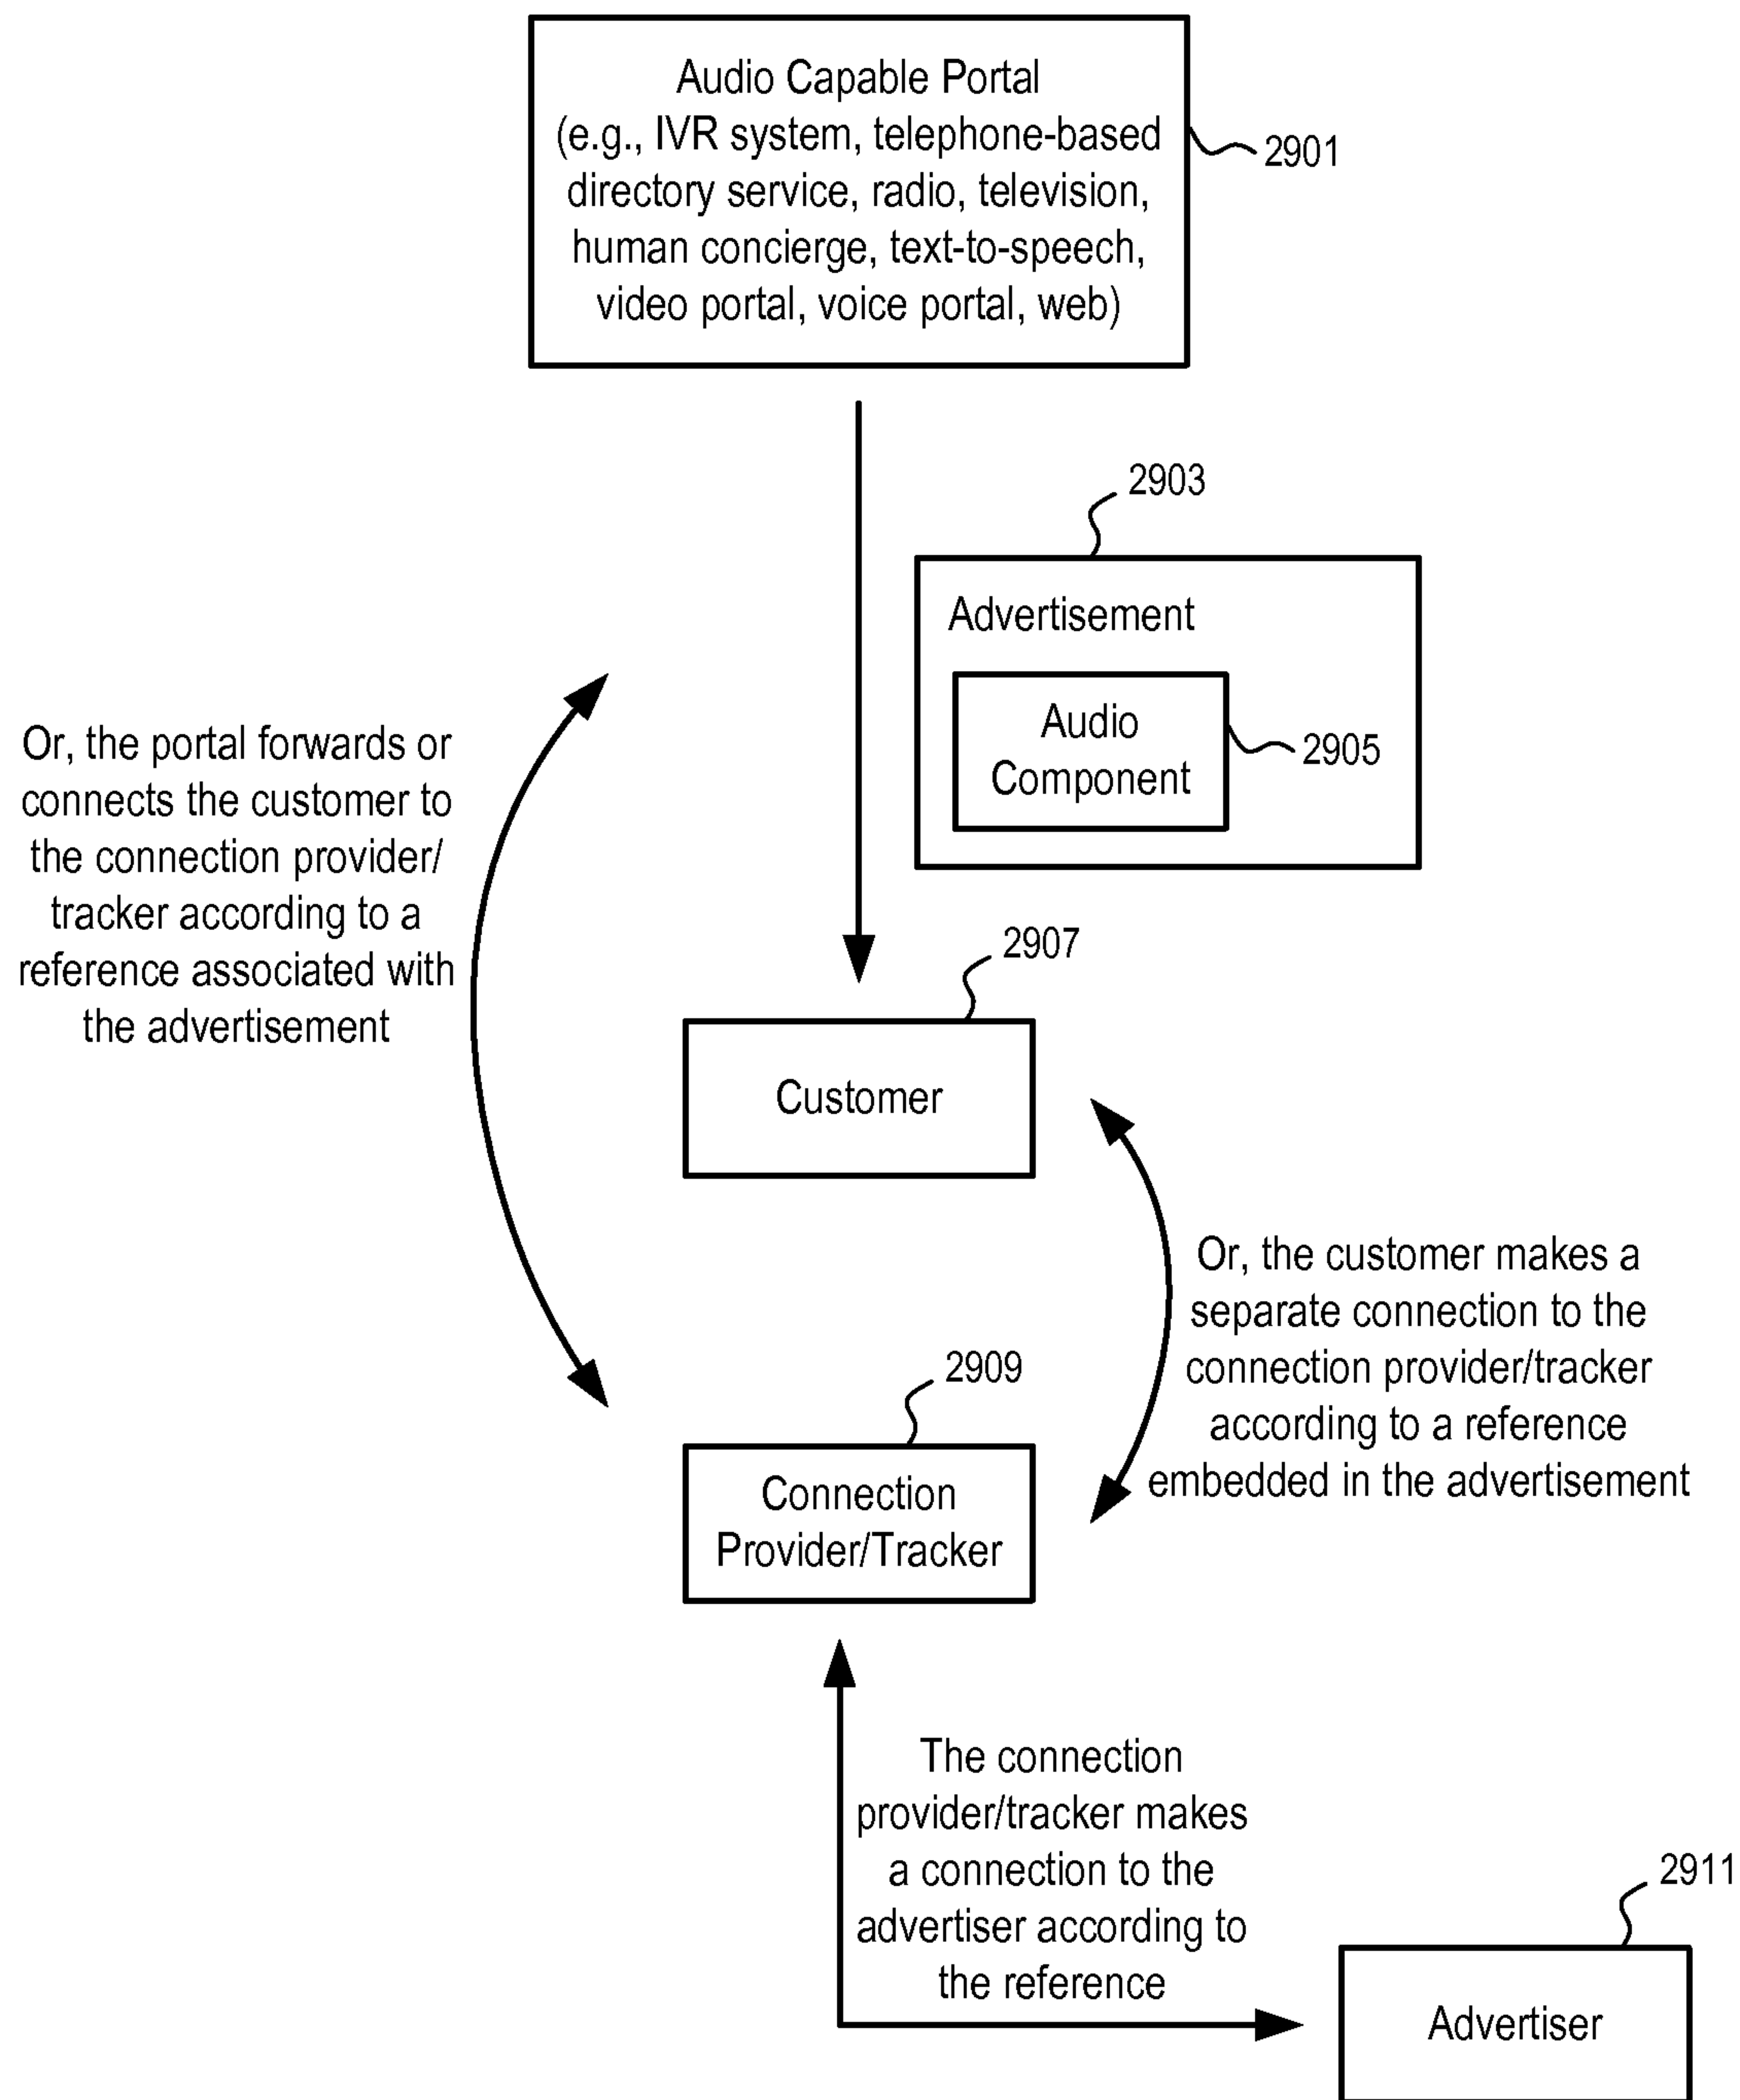 Audio Capable Portal
(e.g., IVR system, telephone-based
directory service, radio, television,
human concierge, text-to-speech,
video portal, voice portal, web)
2901
2903
Advertisement
Audio
Component
2905
Or, the portal forwards or
connects the customer to
the connection provider/
tracker according to a
reference associated with
the advertisement
2907
Customer
Or, the customer makes a
separate connection to the
connection provider/tracker
according to a reference
embedded in the advertisement
2909
Connection
Provider/Tracker
The connection
provider/tracker makes
a connection to the
advertiser according to
the reference
2911
Advertiser